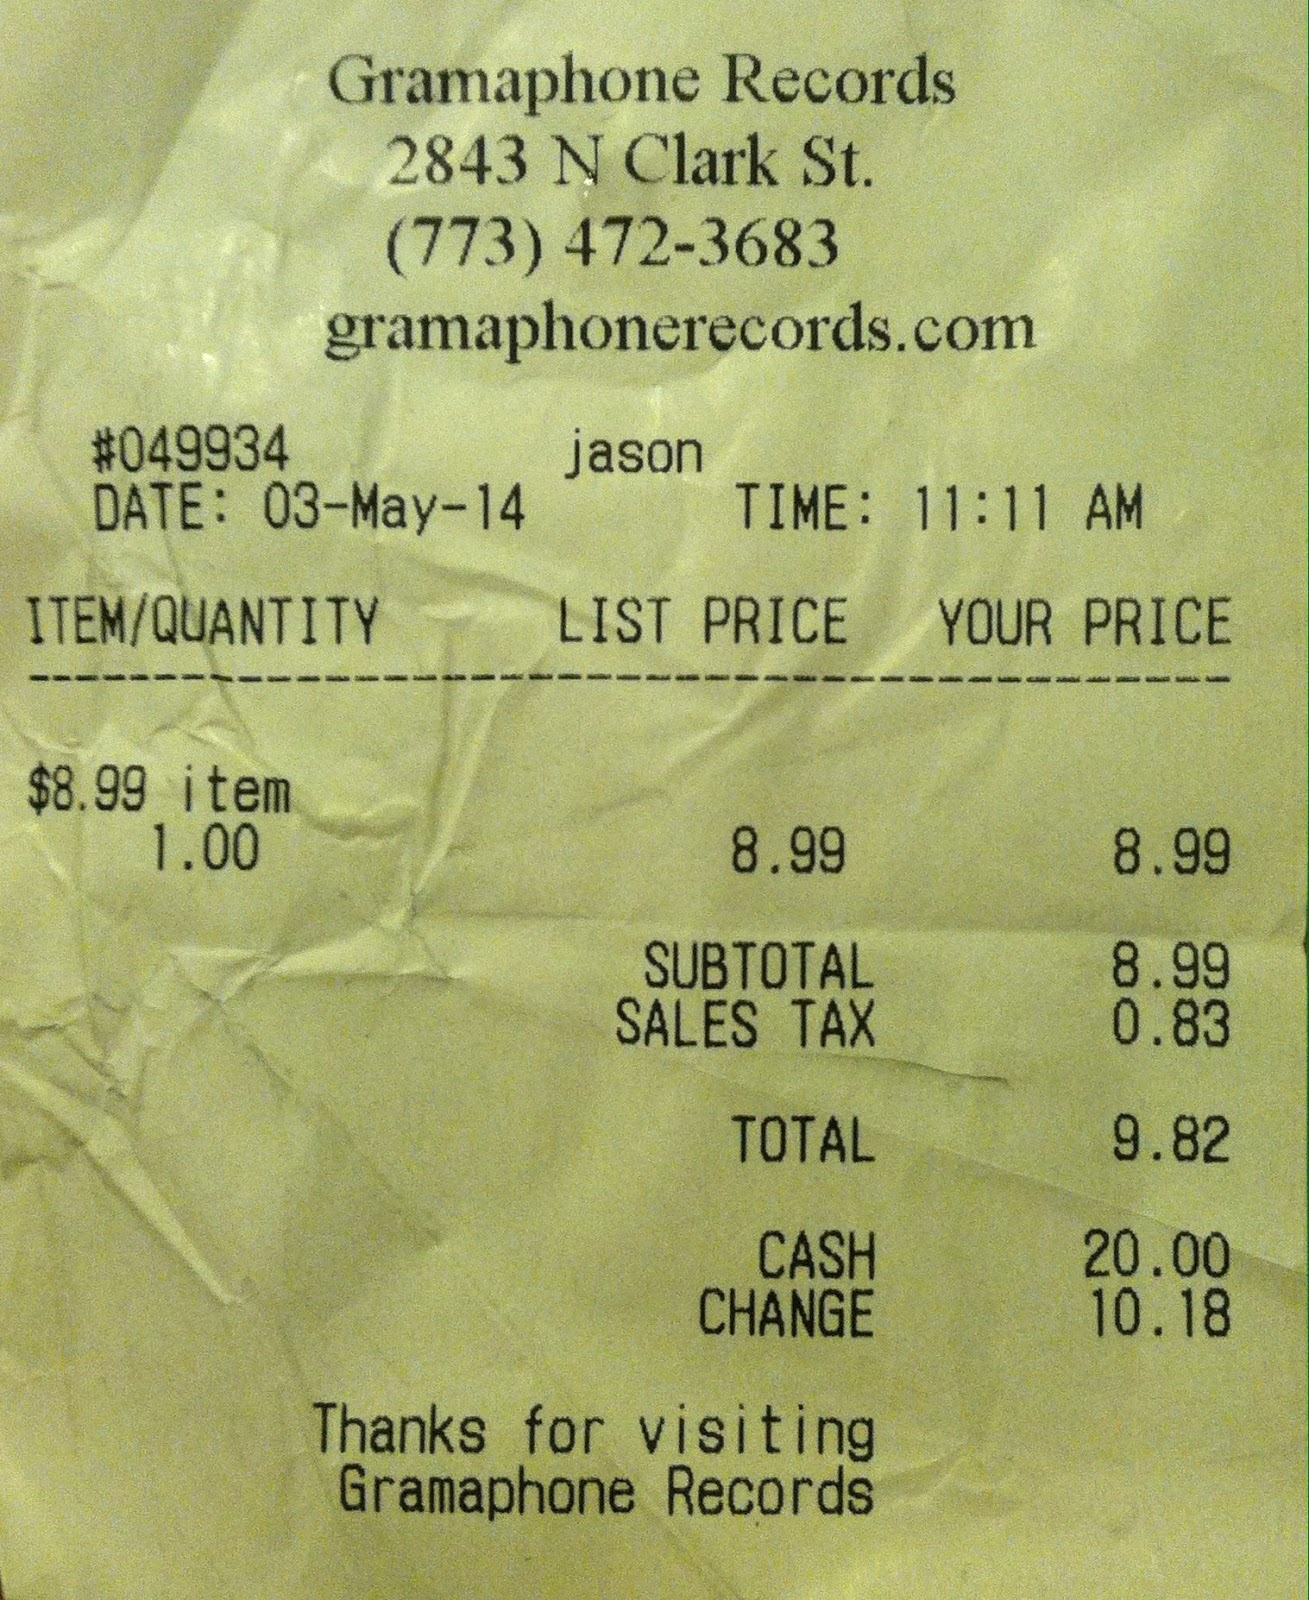 Gramaphone Records
2843 N Clark St.
(773) 472-3683
gramaphonerecords.com
#049934 jason
DATE: 03-May-14 TIME: 11:11 AM
ITEM/QUANTITY LIST PRICE YOUR PRICE
------------------------------------------
$8.99 item
1.00 8.99 8.99
SUBTOTAL 8.99
SALES TAX 0.83
TOTAL 9.82
CASH 20.00
CHANGE 10.18
Thanks for visiting
Gramaphone Records